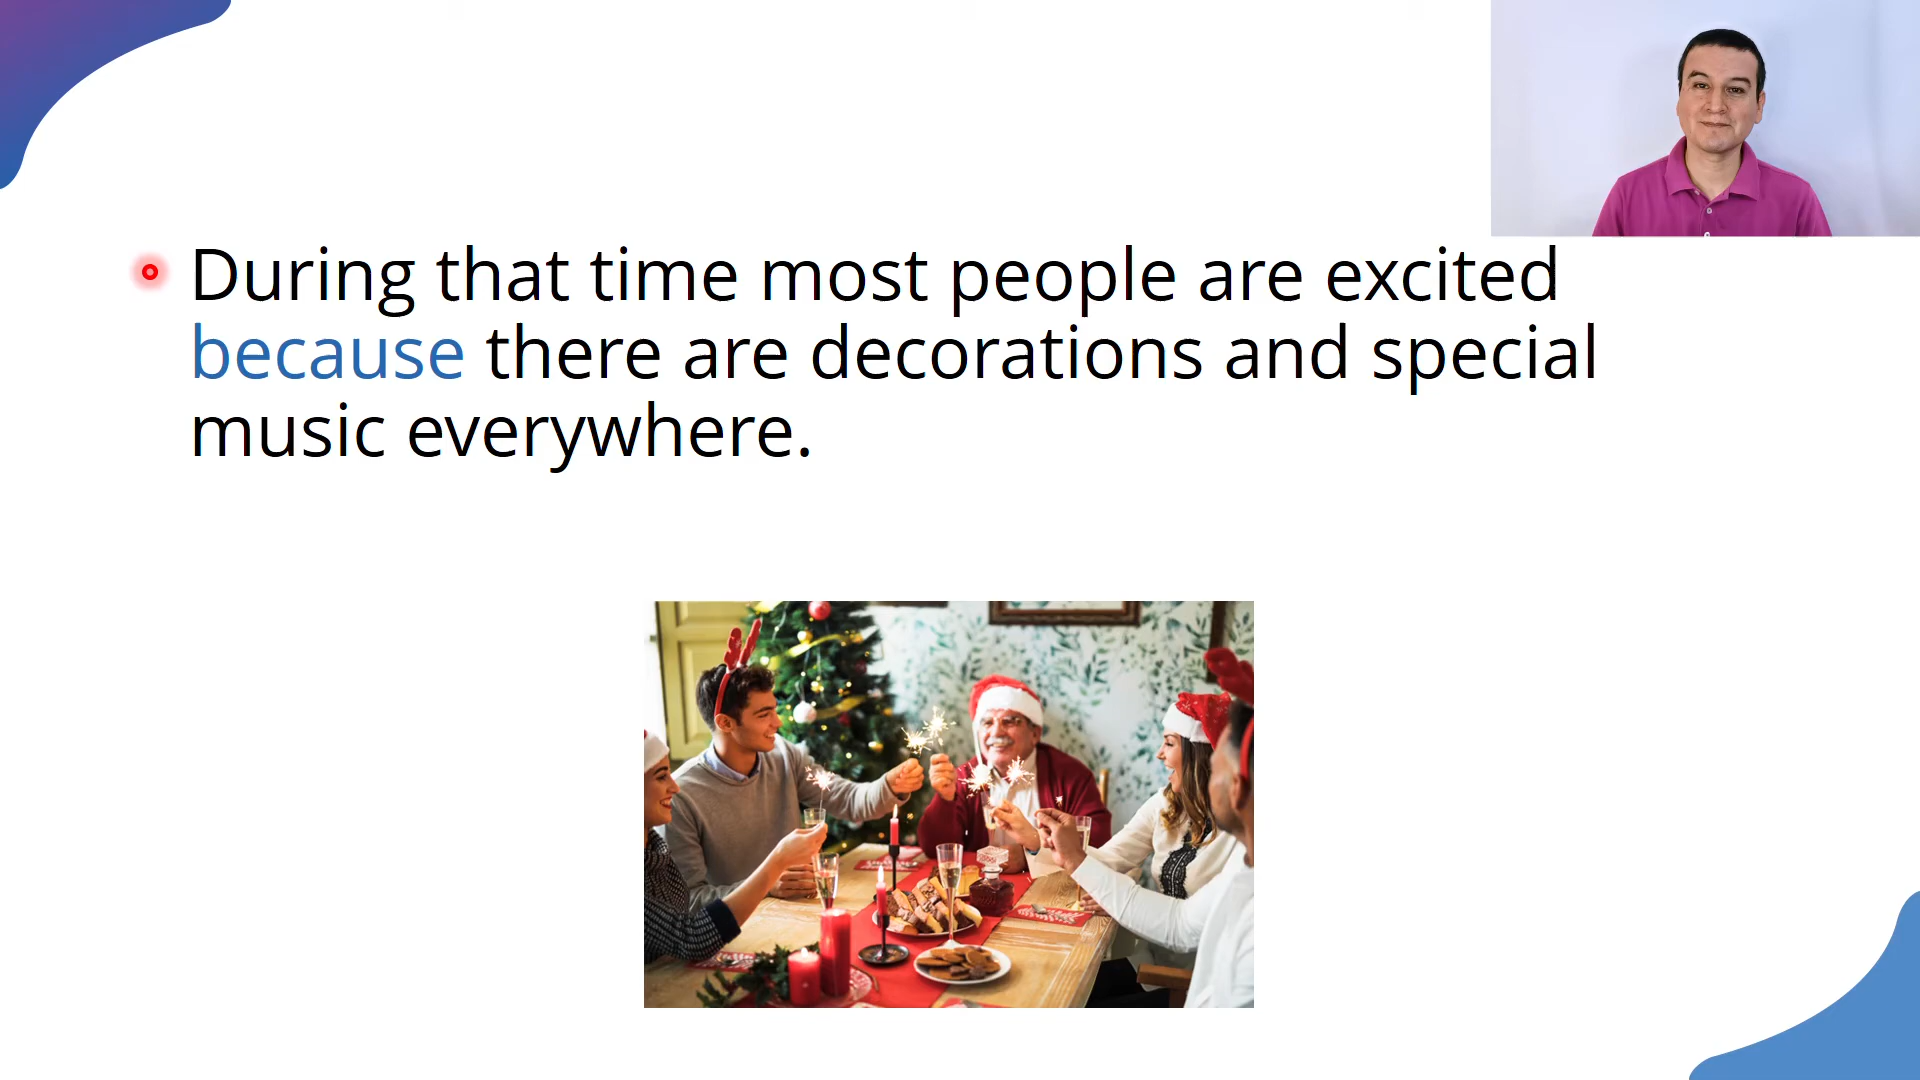 During that time most people are excited
because there are decorations and special
music everywhere.